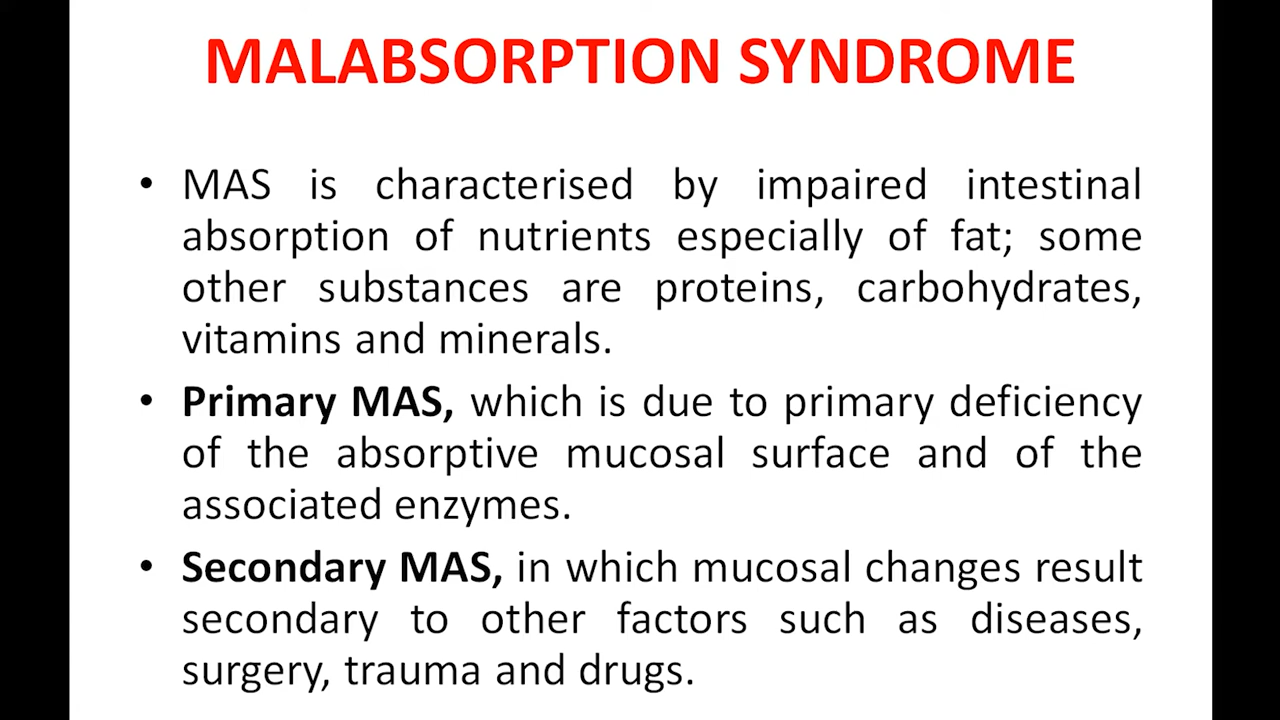 MALABSORPTION SYNDROME
• MAS is characterised by impaired intestinal
absorption of nutrients especially of fat; some
other substances are proteins, carbohydrates,
vitamins and minerals.
• Primary MAS, which is due to primary deficiency
of the absorptive mucosal surface and of the
associated enzymes.
• Secondary MAS, in which mucosal changes result
secondary to other factors such as diseases,
surgery, trauma and drugs.